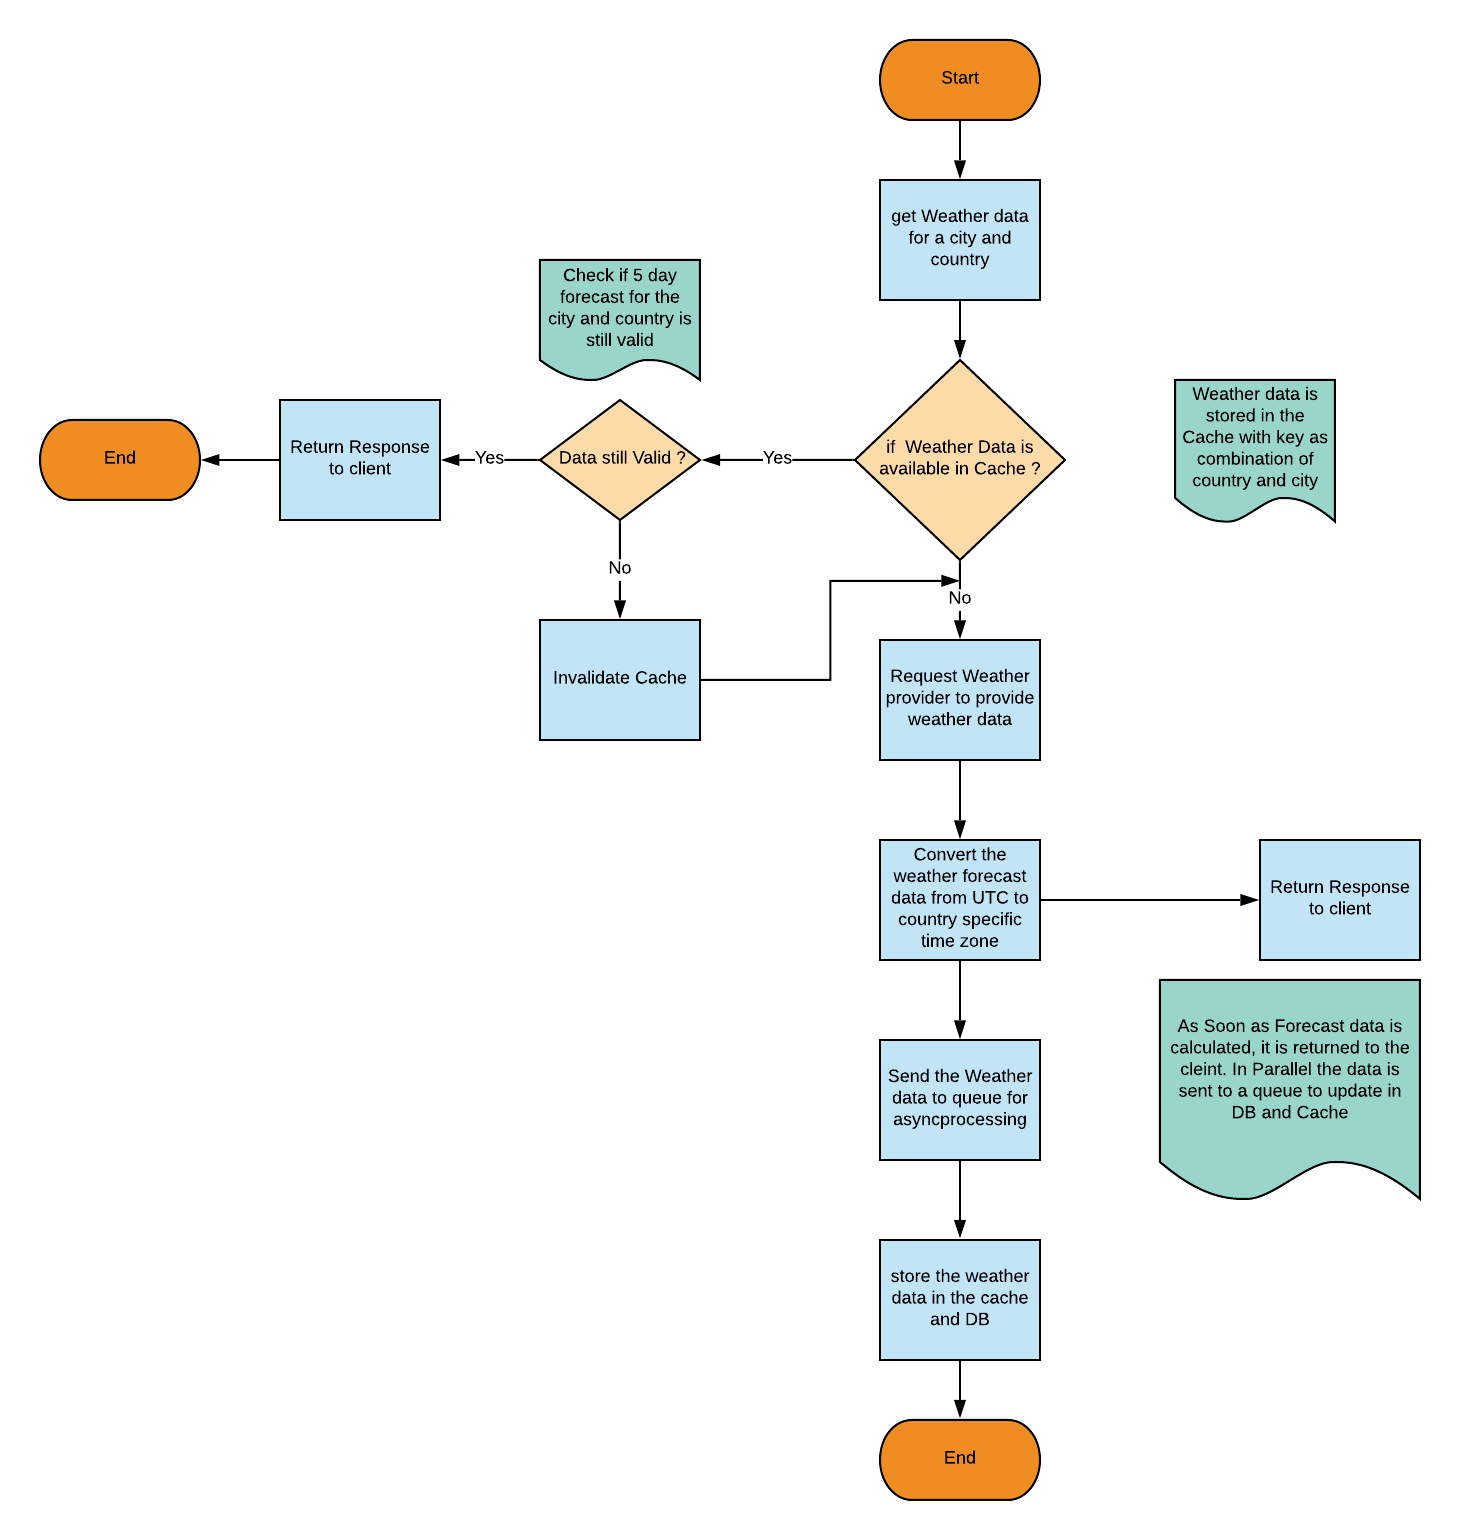 Start
get Weather data
for a city and
country
Check if 5 day
forecast for the
city and country is
still valid
Weather data is
stored in the
Cache with key as
combination of
country and city
End
Return Response
to client
Yes
Data still Valid ?
Yes
if  Weather Data is
available in Cache ?
No
No
Invalidate Cache
Request Weather
provider to provide
weather data
Convert the
weather forecast
data from UTC to
country specific
time zone
Return Response
to client
As Soon as Forecast data is
calculated, it is returned to the
cleint. In Parallel the data is
sent to a queue to update in
DB and Cache
Send the Weather
data to queue for
asyncprocessing
store the weather
data in the cache
and DB
End